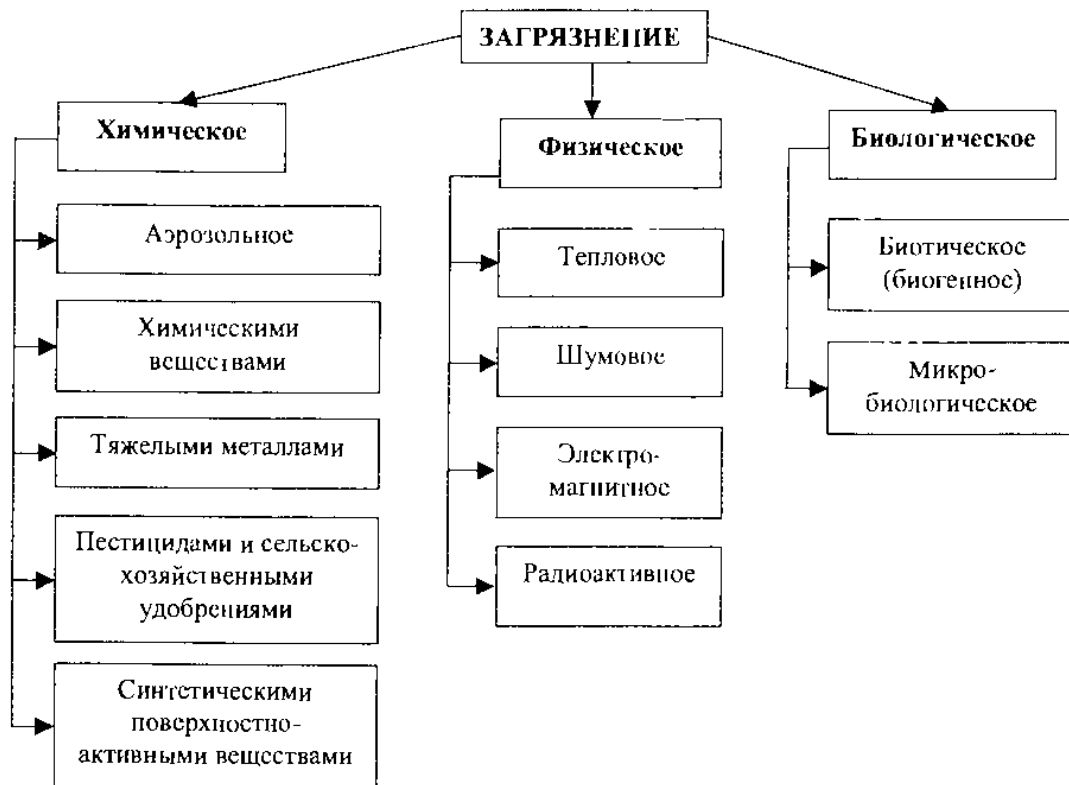 ЗАГРЯЗНЕНИЕ
Химическое
Аэрозольное
Химическими
веществами
Тяжелыми металлами
Пестицидами и сельско-
хозяйственными
удобрениями
Синтетическими
поверхностно-
активными веществами
Физическое
Тепловое
Шумовое
Электро-
магнитное
Радиоактивное
Биологическое
Биотическое
(биогенное)
Микро-
биологическое